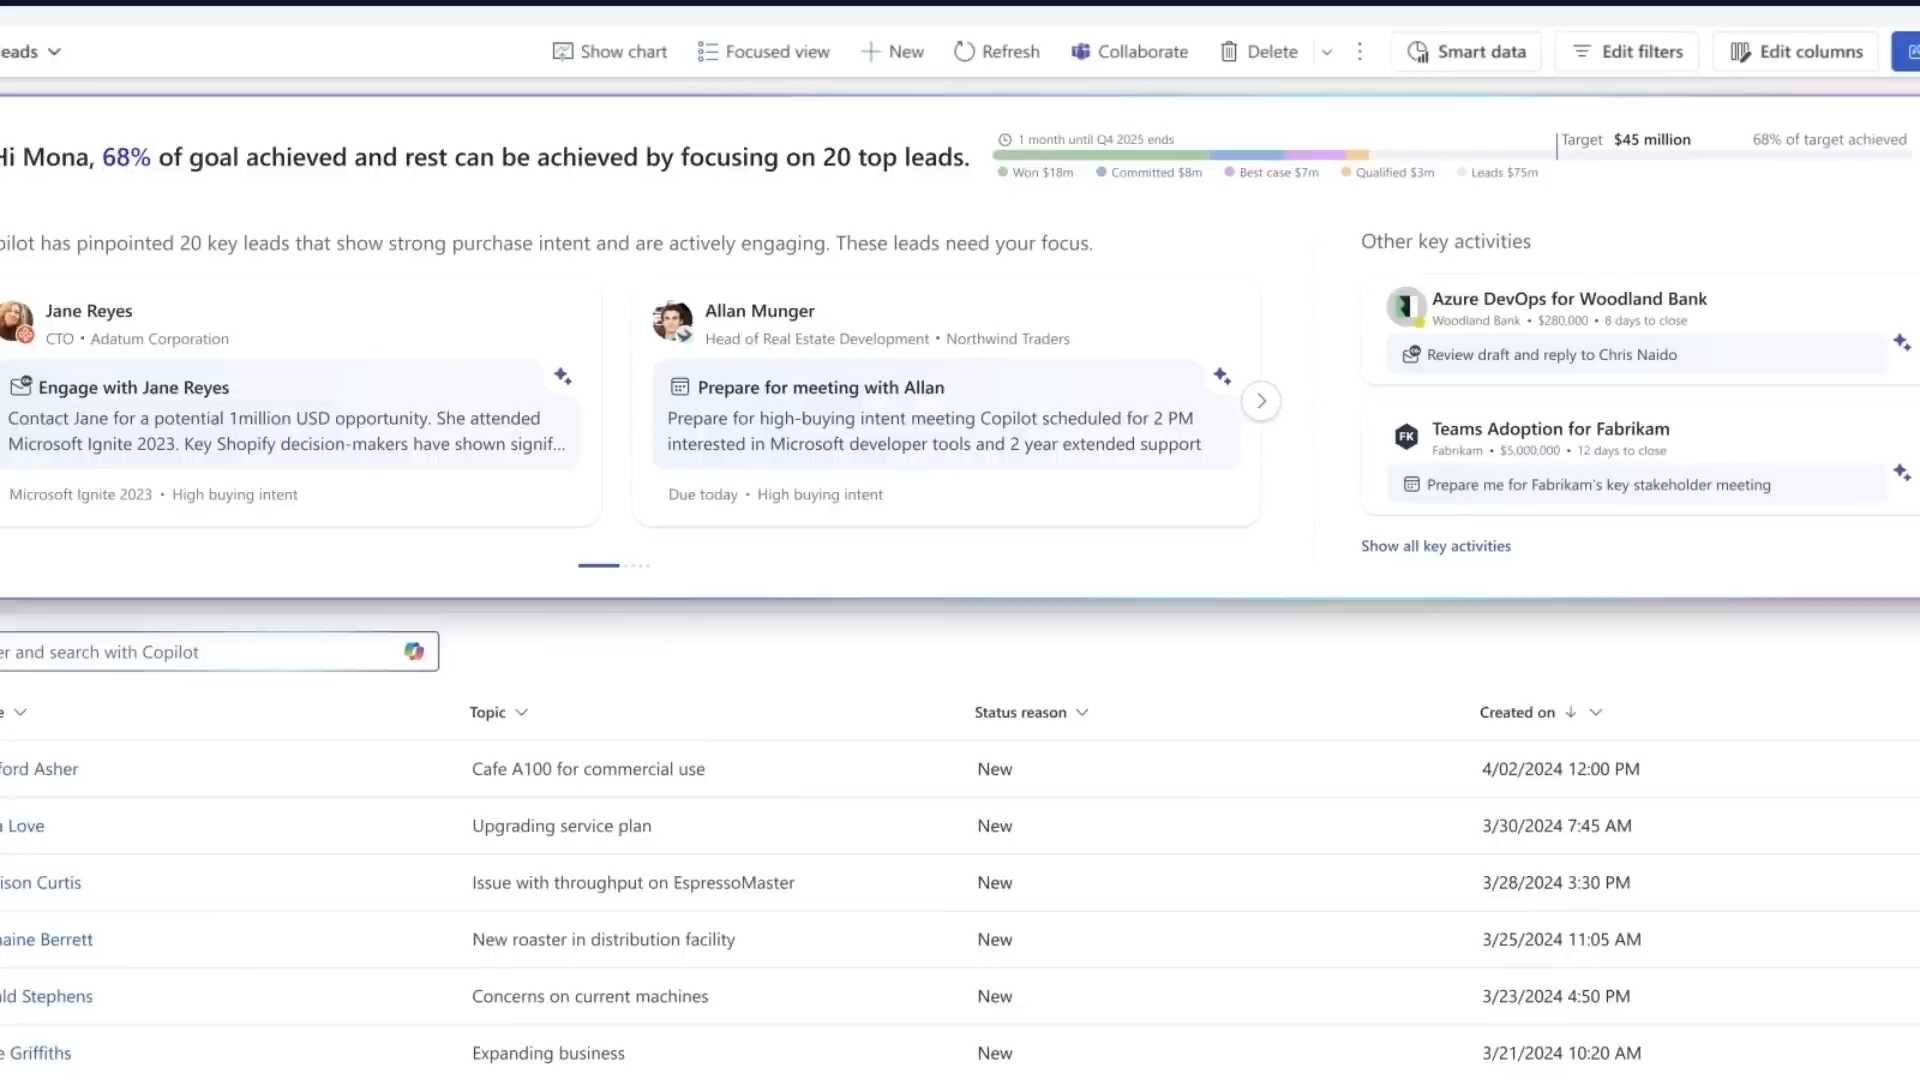 eads
Show chart
Focused view
New
Refresh
Collaborate
Delete
Smart data
Edit filters
Edit columns
Hi Mona, 68% of goal achieved and rest can be achieved by focusing on 20 top leads.
1 month until Q4 2025 ends
Target $45 million
68% of target achieved
Won $18m
Committed $8m
Best case $7m
Qualified $3m
Leads $75m
pilot has pinpointed 20 key leads that show strong purchase intent and are actively engaging. These leads need your focus.
Jane Reyes
CTO • Adatum Corporation
Engage with Jane Reyes
Contact Jane for a potential 1million USD opportunity. She attended
Microsoft Ignite 2023. Key Shopify decision-makers have shown signif...
Microsoft Ignite 2023 • High buying intent
Allan Munger
Head of Real Estate Development • Northwind Traders
Prepare for meeting with Allan
Prepare for high-buying intent meeting Copilot scheduled for 2 PM
interested in Microsoft developer tools and 2 year extended support
Due today • High buying intent
Other key activities
Azure DevOps for Woodland Bank
Woodland Bank • $280,000 • 8 days to close
Review draft and reply to Chris Naido
FK
Teams Adoption for Fabrikam
Fabrikam • $5,000,000 • 12 days to close
Prepare me for Fabrikam's key stakeholder meeting
Show all key activities
er and search with Copilot
e
Topic
Status reason
Created on
ford Asher
Cafe A100 for commercial use
New
4/02/2024 12:00 PM
a Love
Upgrading service plan
New
3/30/2024 7:45 AM
ison Curtis
Issue with throughput on EspressoMaster
New
3/28/2024 3:30 PM
naine Berrett
New roaster in distribution facility
New
3/25/2024 11:05 AM
ald Stephens
Concerns on current machines
New
3/23/2024 4:50 PM
e Griffiths
Expanding business
New
3/21/2024 10:20 AM